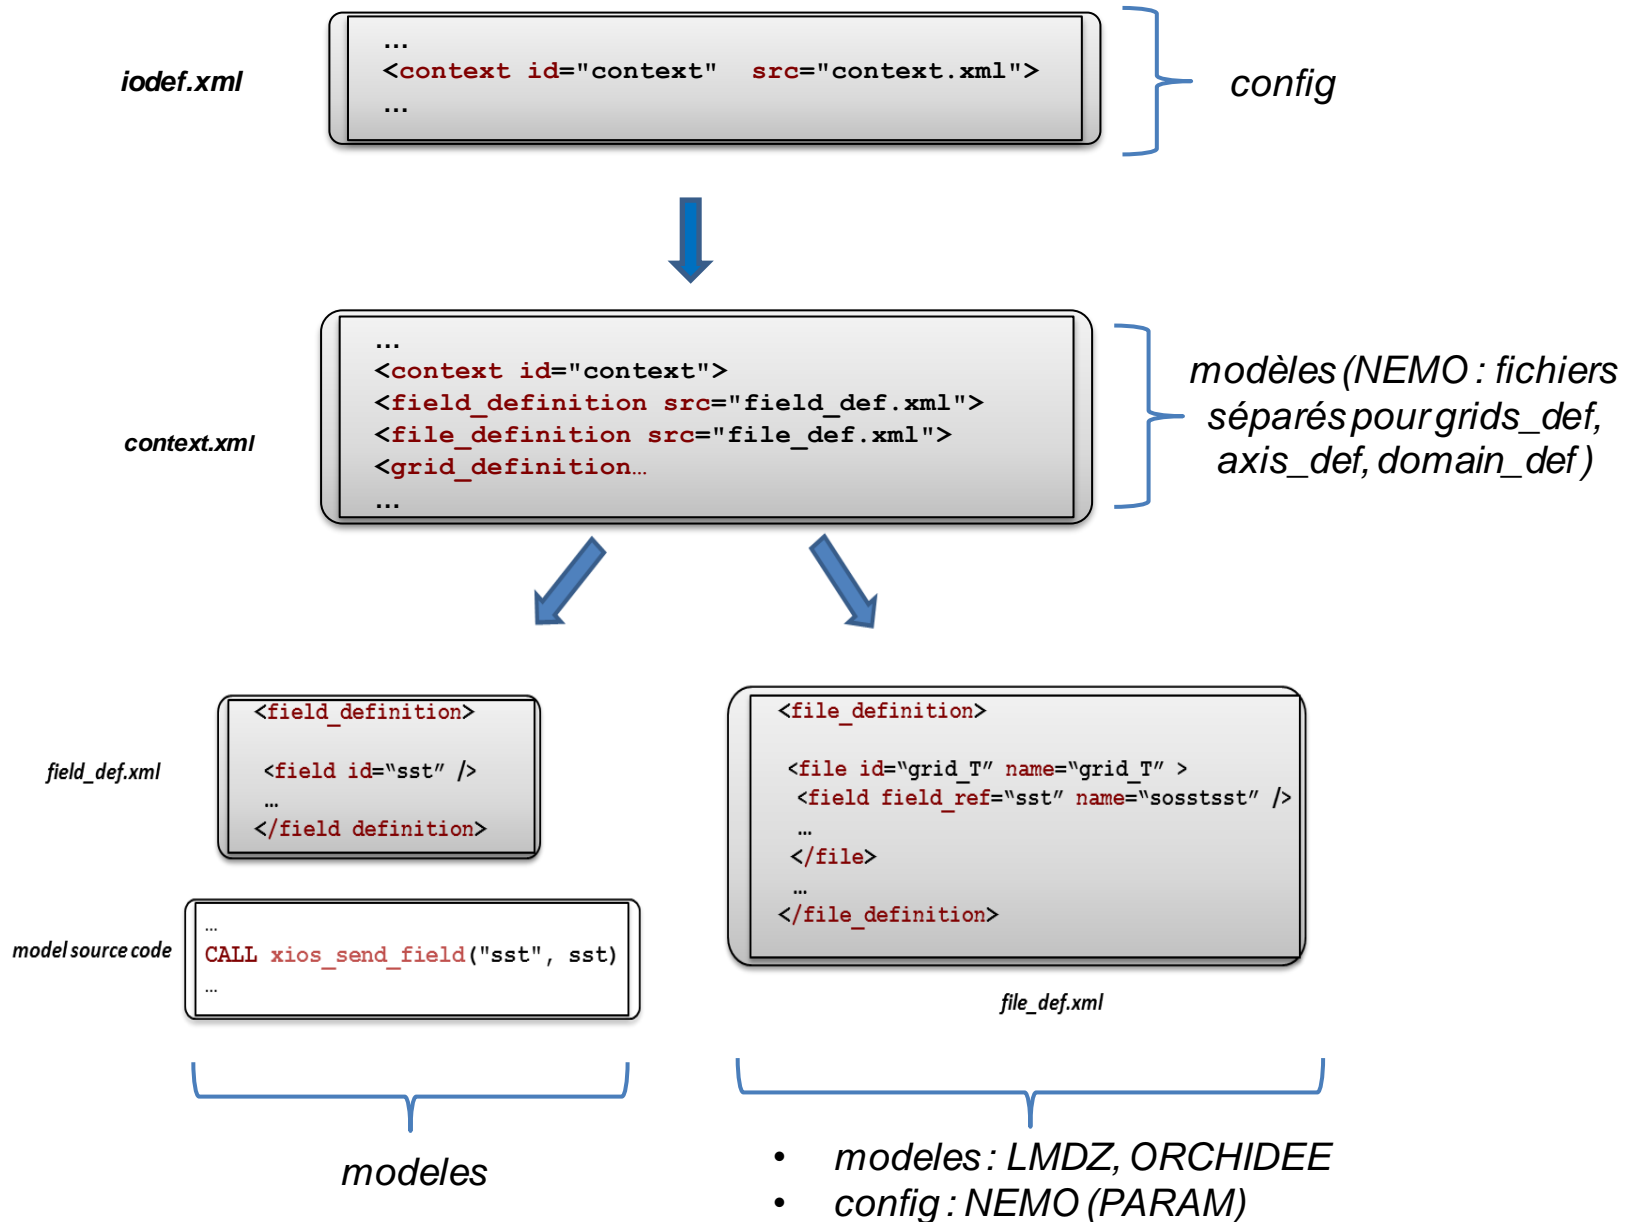 iodef.xml
...
<context id="context"  src="context.xml">
...
config
context.xml
...
<context id="context">
<field_definition src="field_def.xml">
<file_definition src="file_def.xml">
<grid_definition...
...
modèles (NEMO : fichiers
séparés pour grids_def,
axis_def, domain_def )
field_def.xml
<field_definition>
<field id=“sst” />
...
</field definition>
model source code
...
CALL xios_send_field("sst", sst)
...
modeles
<file_definition>
<file id=“grid_T” name=“grid_T” >
<field field_ref=“sst” name=“sosstsst” />
...
</file>
...
</file_definition>
file_def.xml
• modeles : LMDZ, ORCHIDEE
• config : NEMO (PARAM)